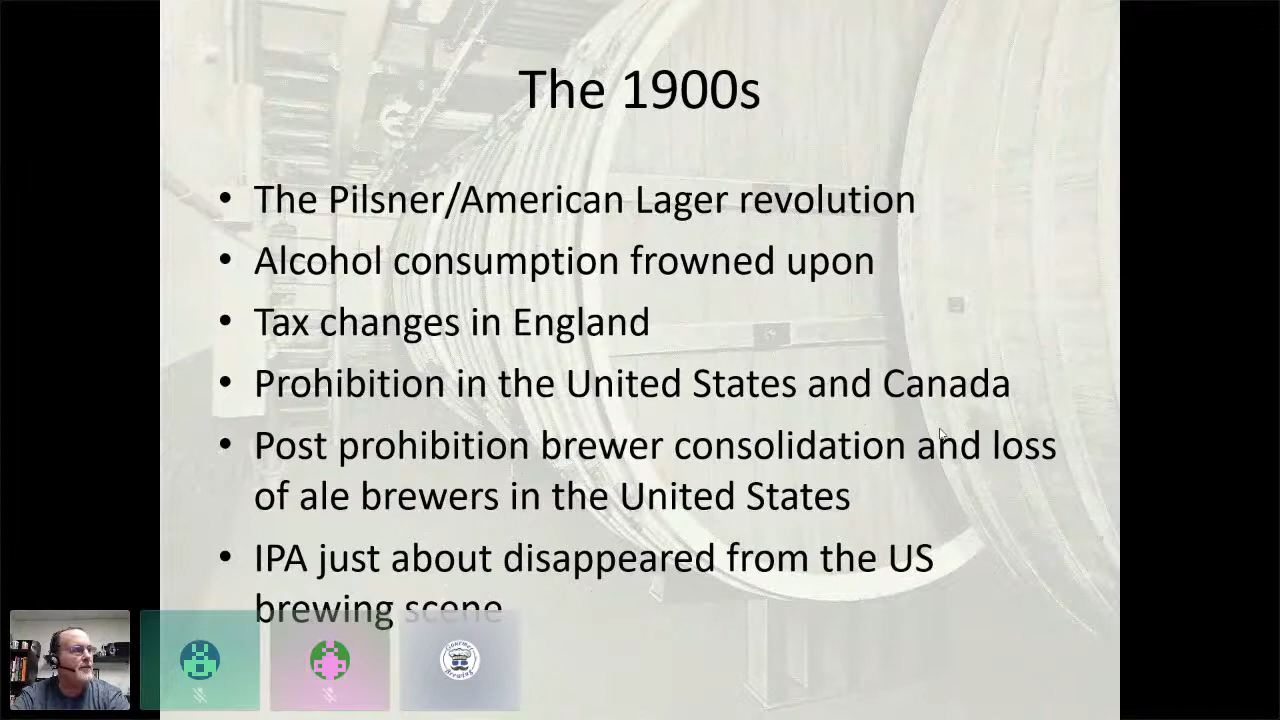 The 1900s
• The Pilsner/American Lager revolution
• Alcohol consumption frowned upon
• Tax changes in England
• Prohibition in the United States and Canada
• Post prohibition brewer consolidation and loss
of ale brewers in the United States
• IPA just about disappeared from the US
brewing scene